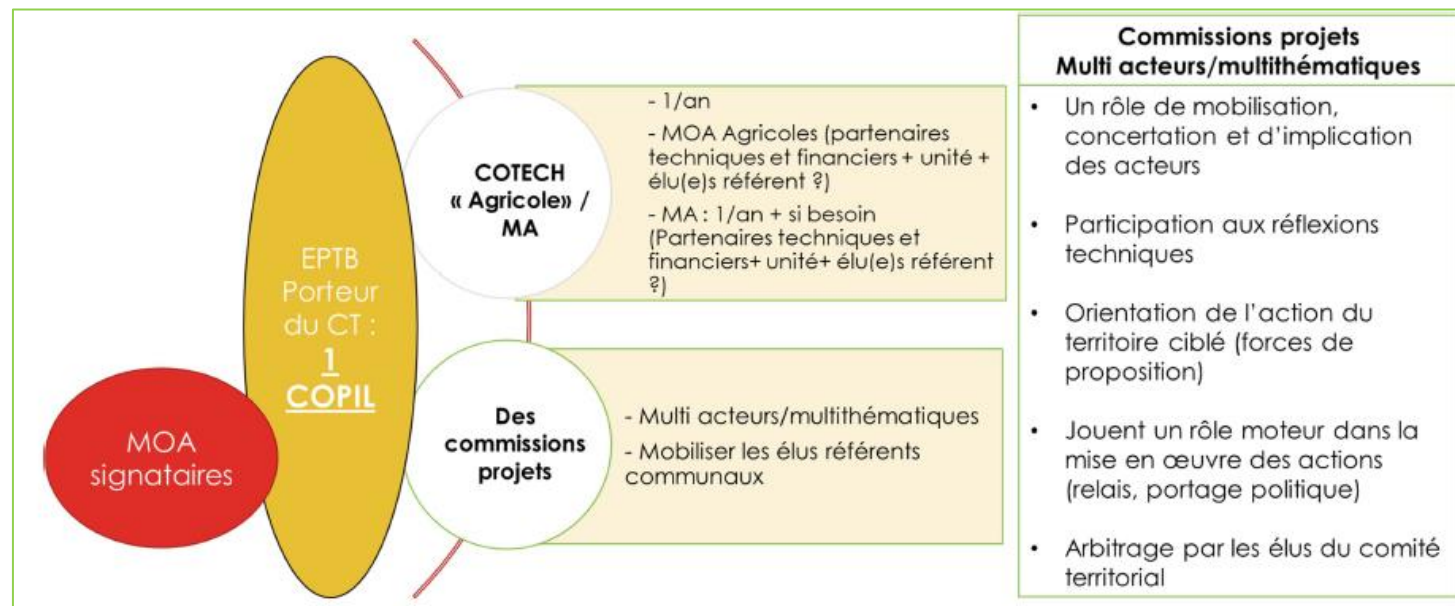 MOA
signataires
EPTB
Porteur
du CT :
1
COPIL
COTECH
« Agricole» /
MA
- 1/an
- MOA Agricoles (partenaires
techniques et financiers + unité +
élu(e)s référent ?)
- MA : 1/an + si besoin
(Partenaires techniques et
financiers+ unité+ élu(e)s référent
?)
Des
commissions
projets
- Multi acteurs/multithématiques
- Mobiliser les élus référents
communaux
Commissions projets
Multi acteurs/multithématiques
• Un rôle de mobilisation,
concertation et d'implication
des acteurs
• Participation aux réflexions
techniques
• Orientation de l'action du
territoire ciblé (forces de
proposition)
• Jouent un rôle moteur dans la
mise en œuvre des actions
(relais, portage politique)
• Arbitrage par les élus du comité
territorial